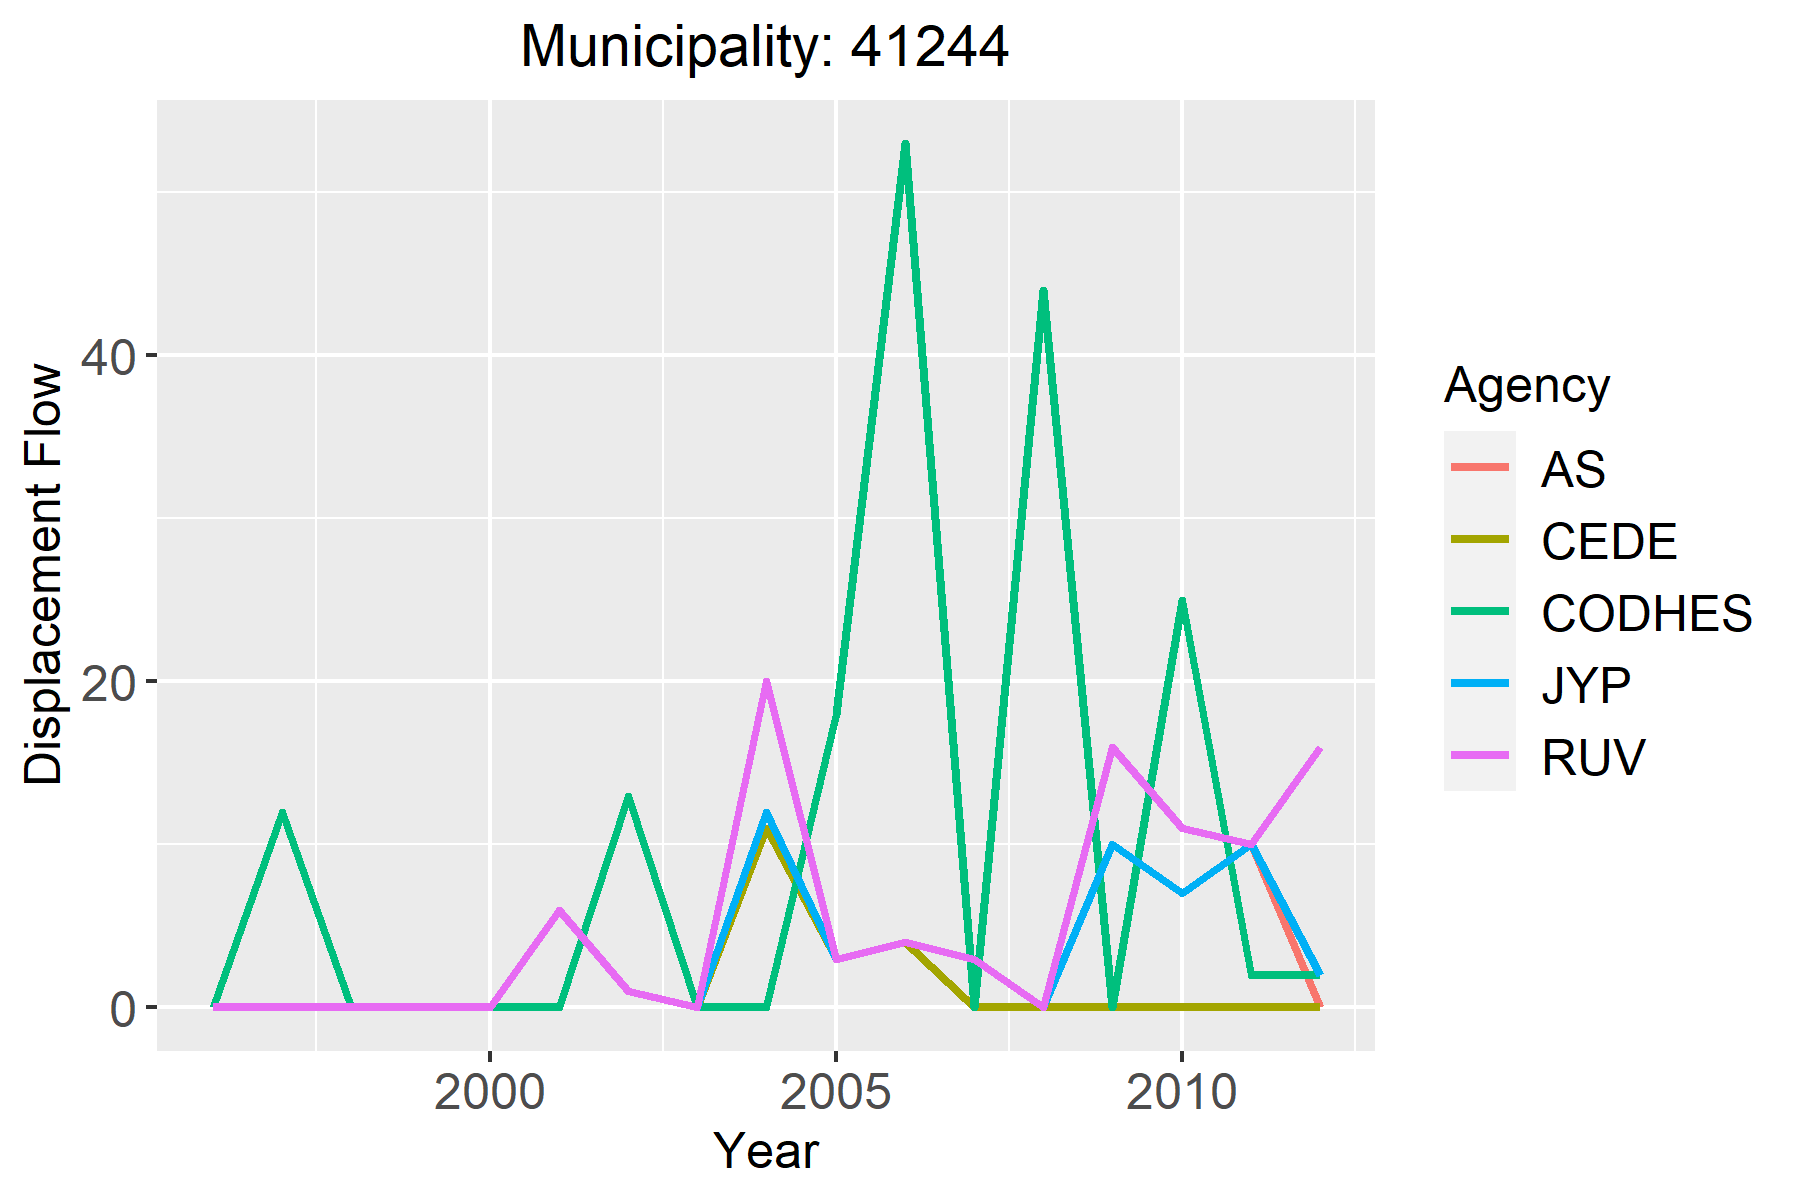 Municipality: 41244
Displacement Flow
40
20
0
2000
2005
2010
Year
Agency
AS
CEDE
CODHES
JYP
RUV